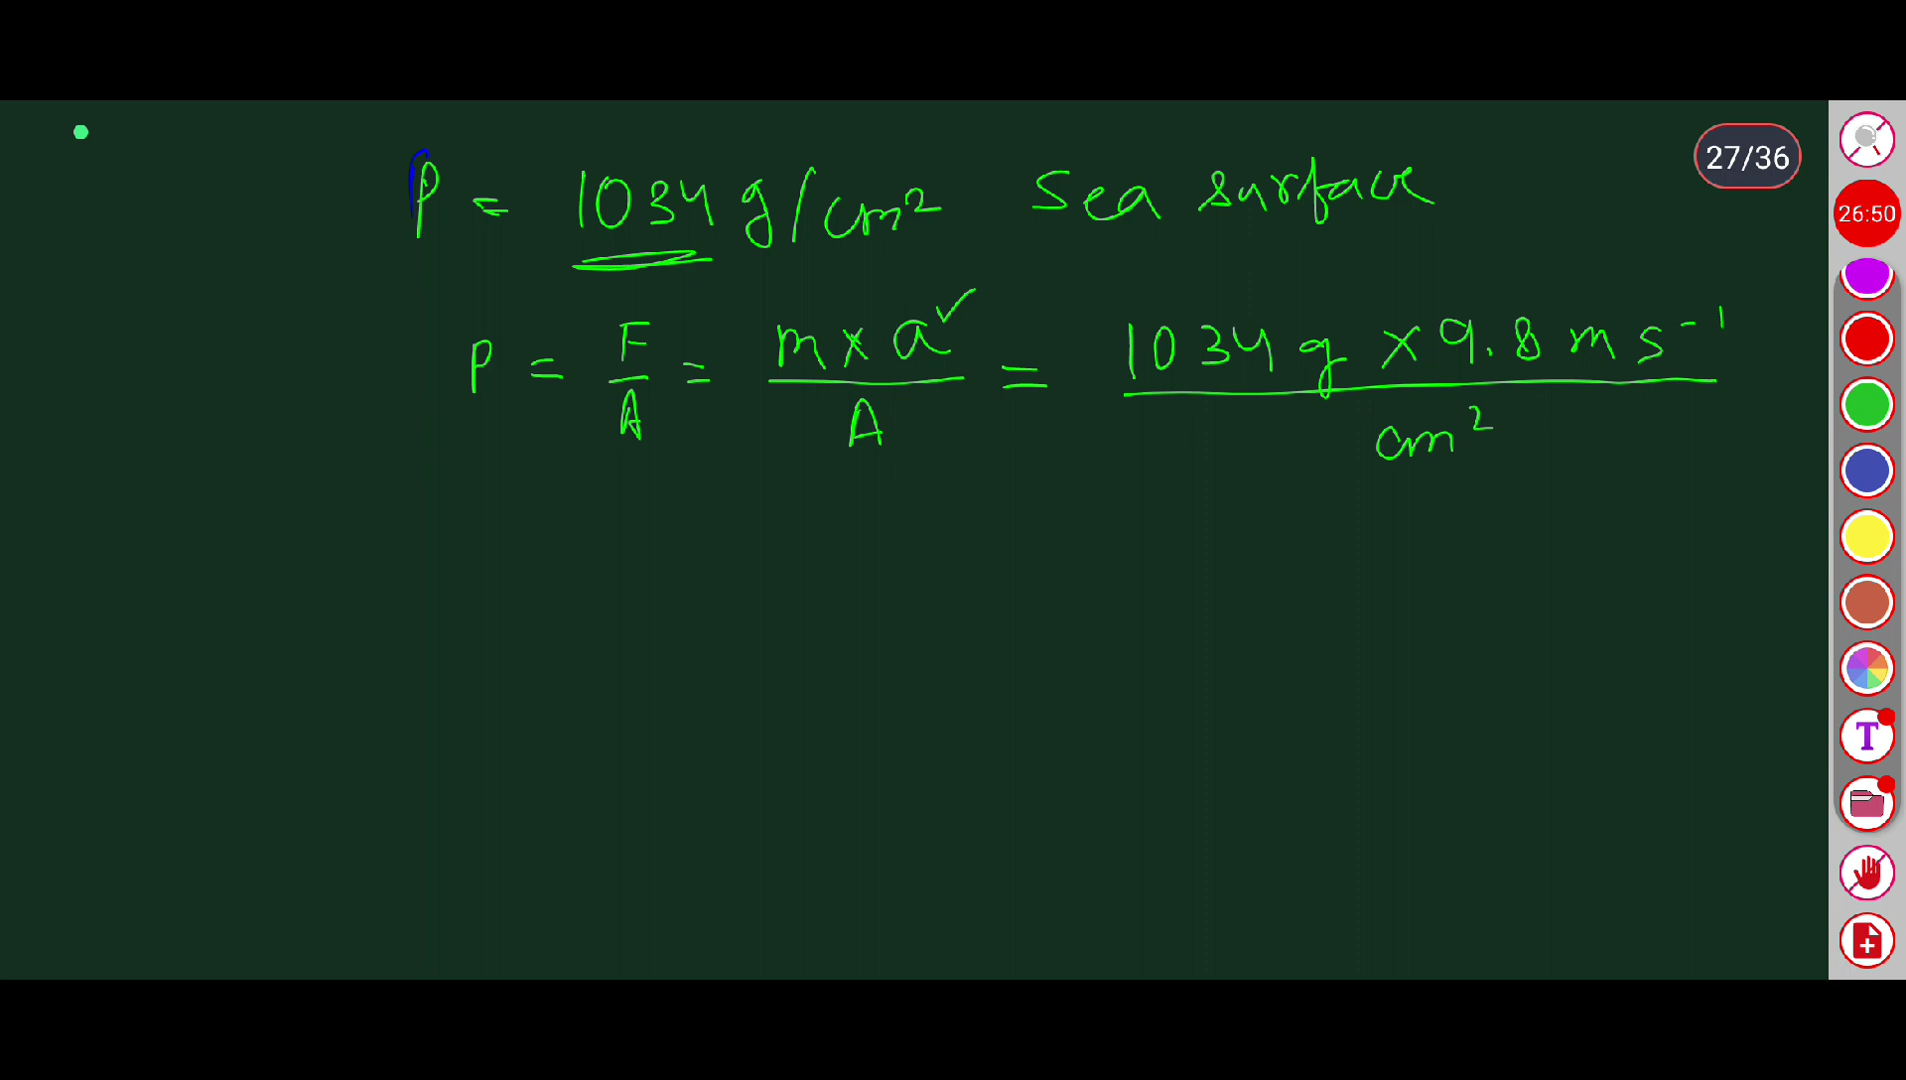 27/36
P = 1034 g/cm² Sea surface
26:50
P = F/A = m×a/A ✓ = 1034 g × 9.8 m s⁻¹ / cm²
T